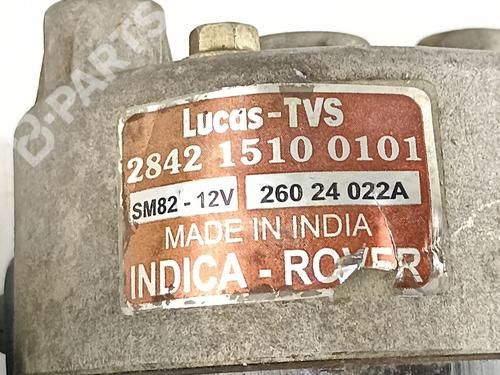 B-PARTS
Lucas-TVS
2842 1510 0101
SM82 - 12V 260 24 022A
MADE IN INDIA
INDICA - ROVER